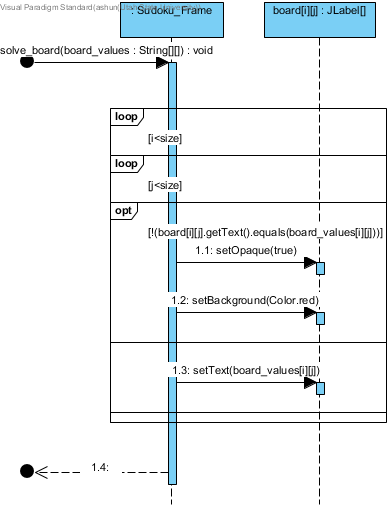 Visual Paradigm Standard(ashun
: Sudoku_Frame
board[i][j] : JLabel[]
solve_board(board_values : String[][]) : void
loop
[i<size]
loop
[j<size]
opt
[!(board[i][j].getText().equals(board_values[i][j]))]
1.1: setOpaque(true)
1.2: setBackground(Color.red)
1.3: setText(board_values[i][j])
1.4: